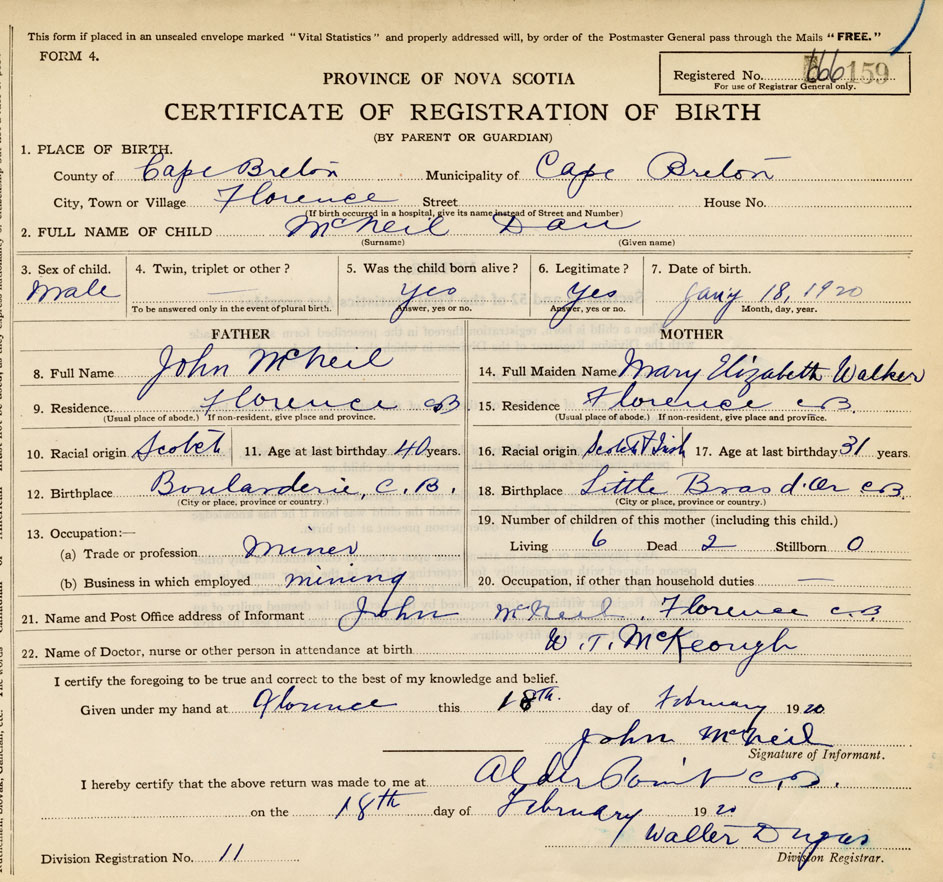 This form if placed in an unsealed envelope marked "Vital Statistics" and properly addressed will, by order of the Postmaster General pass through the Mails "FREE."
FORM 4.
Registered No. 666 159
For use of Registrar General only.
PROVINCE OF NOVA SCOTIA
CERTIFICATE OF REGISTRATION OF BIRTH
(BY PARENT OR GUARDIAN)
1. PLACE OF BIRTH.
County of Cape Breton Municipality of Cape Breton
City, Town or Village Florence Street House No.
(If birth occurred in a hospital, give its name instead of Street and Number)
2. FULL NAME OF CHILD McNeil Dan
(Surname) (Given name)
3. Sex of child. 4. Twin, triplet or other? 5. Was the child born alive? 6. Legitimate? 7. Date of birth.
Male — Yes Yes Jany 18, 1920
To be answered only in the event of plural birth. Answer, yes or no. Answer, yes or no. Month, day, year.
FATHER MOTHER
8. Full Name John McNeil 14. Full Maiden Name Mary Elizabeth Walker
9. Residence. Florence C.B. 15. Residence Florence C.B.
(Usual place of abode.) If non-resident, give place and province. (Usual place of abode.) If non-resident, give place and province.
10. Racial origin Scotch 11. Age at last birthday 40 years. 16. Racial origin Scotch & Irish 17. Age at last birthday 31 years.
12. Birthplace Boularderie, C.B. 18. Birthplace Little Bras d'Or C.B.
(City or place, province or country.) (City or place, province or country.)
13. Occupation:— 19. Number of children of this mother (including this child.)
(a) Trade or profession Miner Living 6 Dead 2 Stillborn 0
(b) Business in which employed mining 20. Occupation, if other than household duties —
21. Name and Post Office address of Informant John McNeil, Florence C.B.
22. Name of Doctor, nurse or other person in attendance at birth W. T. McKeough
I certify the foregoing to be true and correct to the best of my knowledge and belief.
Given under my hand at Florence this 18th. day of February 1920
John McNeil
Signature of Informant.
I hereby certify that the above return was made to me at Alder Point C.B.
on the 18th day of February 1920
Walter Dugas
Division Registration No. 11 Division Registrar.